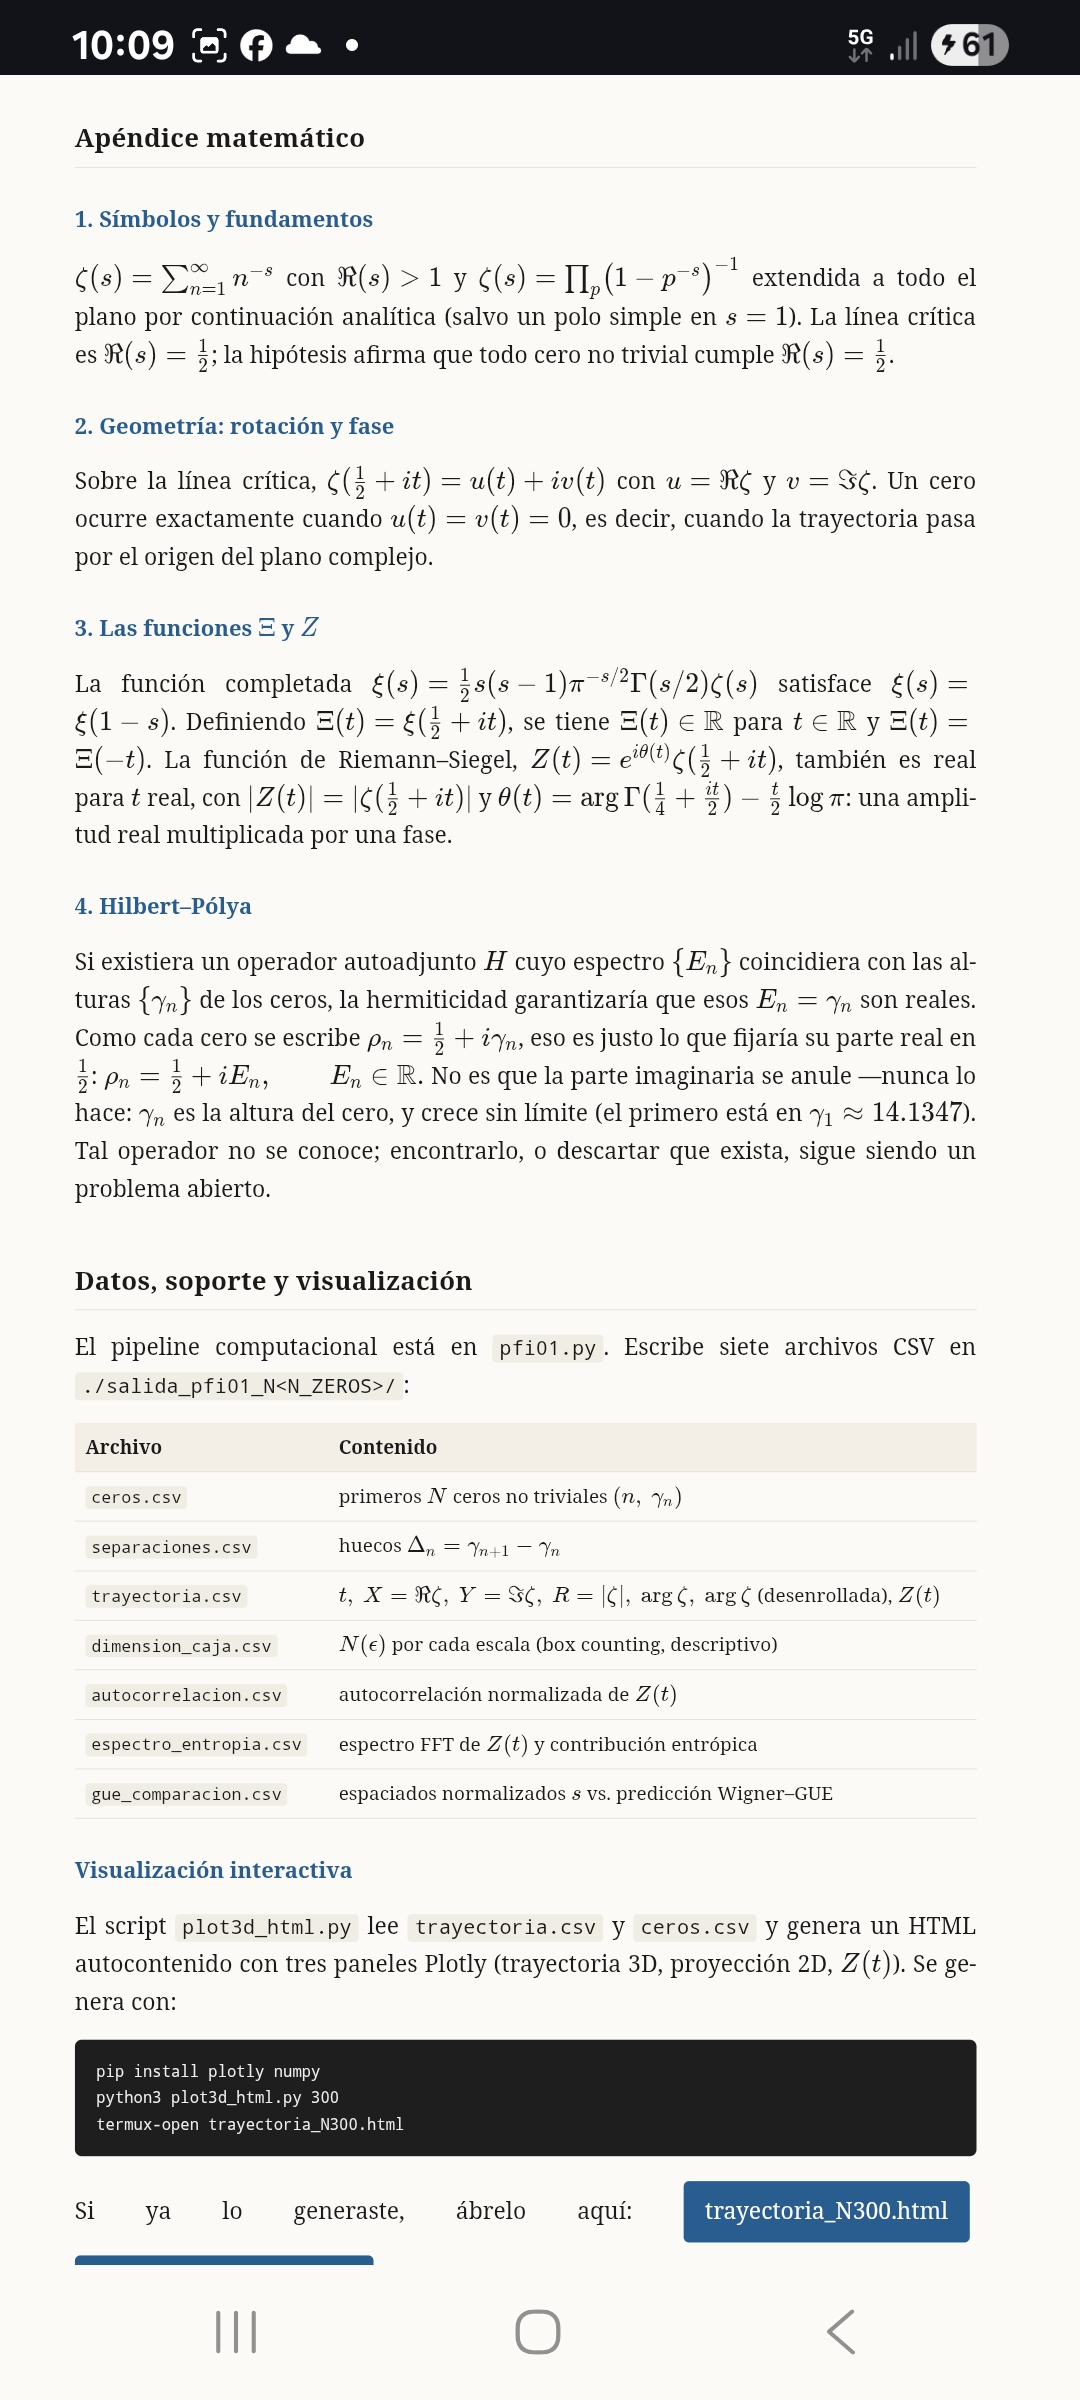 10:09 5G 61
Apéndice matemático
1. Símbolos y fundamentos
ζ(s) = ∑_{n=1}^{∞} n^{−s} con ℜ(s) > 1 y ζ(s) = ∏_p (1 − p^{−s})^{−1} extendida a todo el
plano por continuación analítica (salvo un polo simple en s = 1). La línea crítica
es ℜ(s) = 1/2; la hipótesis afirma que todo cero no trivial cumple ℜ(s) = 1/2.
2. Geometría: rotación y fase
Sobre la línea crítica, ζ(1/2 + it) = u(t) + iv(t) con u = ℜζ y v = ℑζ. Un cero
ocurre exactamente cuando u(t) = v(t) = 0, es decir, cuando la trayectoria pasa
por el origen del plano complejo.
3. Las funciones Ξ y Z
La función completada ξ(s) = 1/2 s(s − 1)π^{−s/2}Γ(s/2)ζ(s) satisface ξ(s) =
ξ(1 − s). Definiendo Ξ(t) = ξ(1/2 + it), se tiene Ξ(t) ∈ ℝ para t ∈ ℝ y Ξ(t) =
Ξ(−t). La función de Riemann–Siegel, Z(t) = e^{iθ(t)}ζ(1/2 + it), también es real
para t real, con |Z(t)| = |ζ(1/2 + it)| y θ(t) = arg Γ(1/4 + it/2) − t/2 log π: una ampli-
tud real multiplicada por una fase.
4. Hilbert–Pólya
Si existiera un operador autoadjunto H cuyo espectro {E_n} coincidiera con las al-
turas {γ_n} de los ceros, la hermiticidad garantizaría que esos E_n = γ_n son reales.
Como cada cero se escribe ρ_n = 1/2 + iγ_n, eso es justo lo que fijaría su parte real en
1/2: ρ_n = 1/2 + iE_n, E_n ∈ ℝ. No es que la parte imaginaria se anule —nunca lo
hace: γ_n es la altura del cero, y crece sin límite (el primero está en γ_1 ≈ 14.1347).
Tal operador no se conoce; encontrarlo, o descartar que exista, sigue siendo un
problema abierto.
Datos, soporte y visualización
El pipeline computacional está en pfi01.py. Escribe siete archivos CSV en
./salida_pfi01_N<N_ZEROS>/:
Archivo Contenido
ceros.csv primeros N ceros no triviales (n, γ_n)
separaciones.csv huecos Δ_n = γ_{n+1} − γ_n
trayectoria.csv t, X = ℜζ, Y = ℑζ, R = |ζ|, arg ζ, arg ζ (desenrollada), Z(t)
dimension_caja.csv N(ϵ) por cada escala (box counting, descriptivo)
autocorrelacion.csv autocorrelación normalizada de Z(t)
espectro_entropia.csv espectro FFT de Z(t) y contribución entrópica
gue_comparacion.csv espaciados normalizados s vs. predicción Wigner–GUE
Visualización interactiva
El script plot3d_html.py lee trayectoria.csv y ceros.csv y genera un HTML
autocontenido con tres paneles Plotly (trayectoria 3D, proyección 2D, Z(t)). Se ge-
nera con:
pip install plotly numpy
python3 plot3d_html.py 300
termux-open trayectoria_N300.html
Si ya lo generaste, ábrelo aquí: trayectoria_N300.html